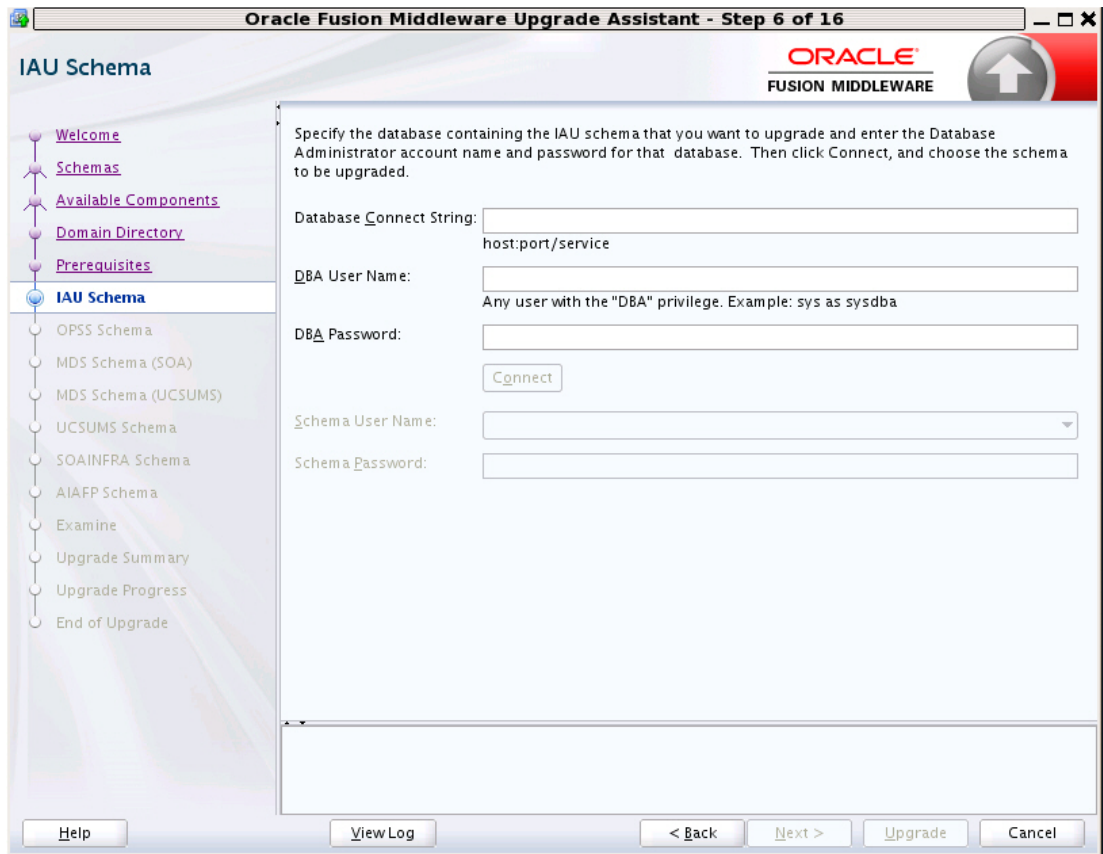 Oracle Fusion Middleware Upgrade Assistant - Step 6 of 16
IAU Schema
ORACLE
FUSION MIDDLEWARE
Welcome
Schemas
Available Components
Domain Directory
Prerequisites
IAU Schema
OPSS Schema
MDS Schema (SOA)
MDS Schema (UCSUMS)
UCSUMS Schema
SOAINFRA Schema
AIAFP Schema
Examine
Upgrade Summary
Upgrade Progress
End of Upgrade
Specify the database containing the IAU schema that you want to upgrade and enter the Database
Administrator account name and password for that database. Then click Connect, and choose the schema
to be upgraded.
Database Connect String:
host:port/service
DBA User Name:
Any user with the "DBA" privilege. Example: sys as sysdba
DBA Password:
Connect
Schema User Name:
Schema Password:
Help
View Log
< Back
Next >
Upgrade
Cancel